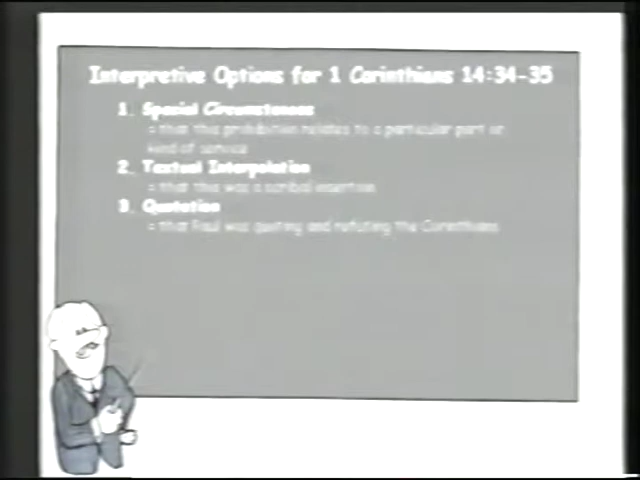 Interpretive Options for 1 Corinthians 14:34-35
1. Special Circumstances
= that this prohibition relates to a particular part or
kind of service
2. Textual Interpolation
= that this was a scribal insertion
3. Quotation
= that Paul was quoting and refuting the Corinthians